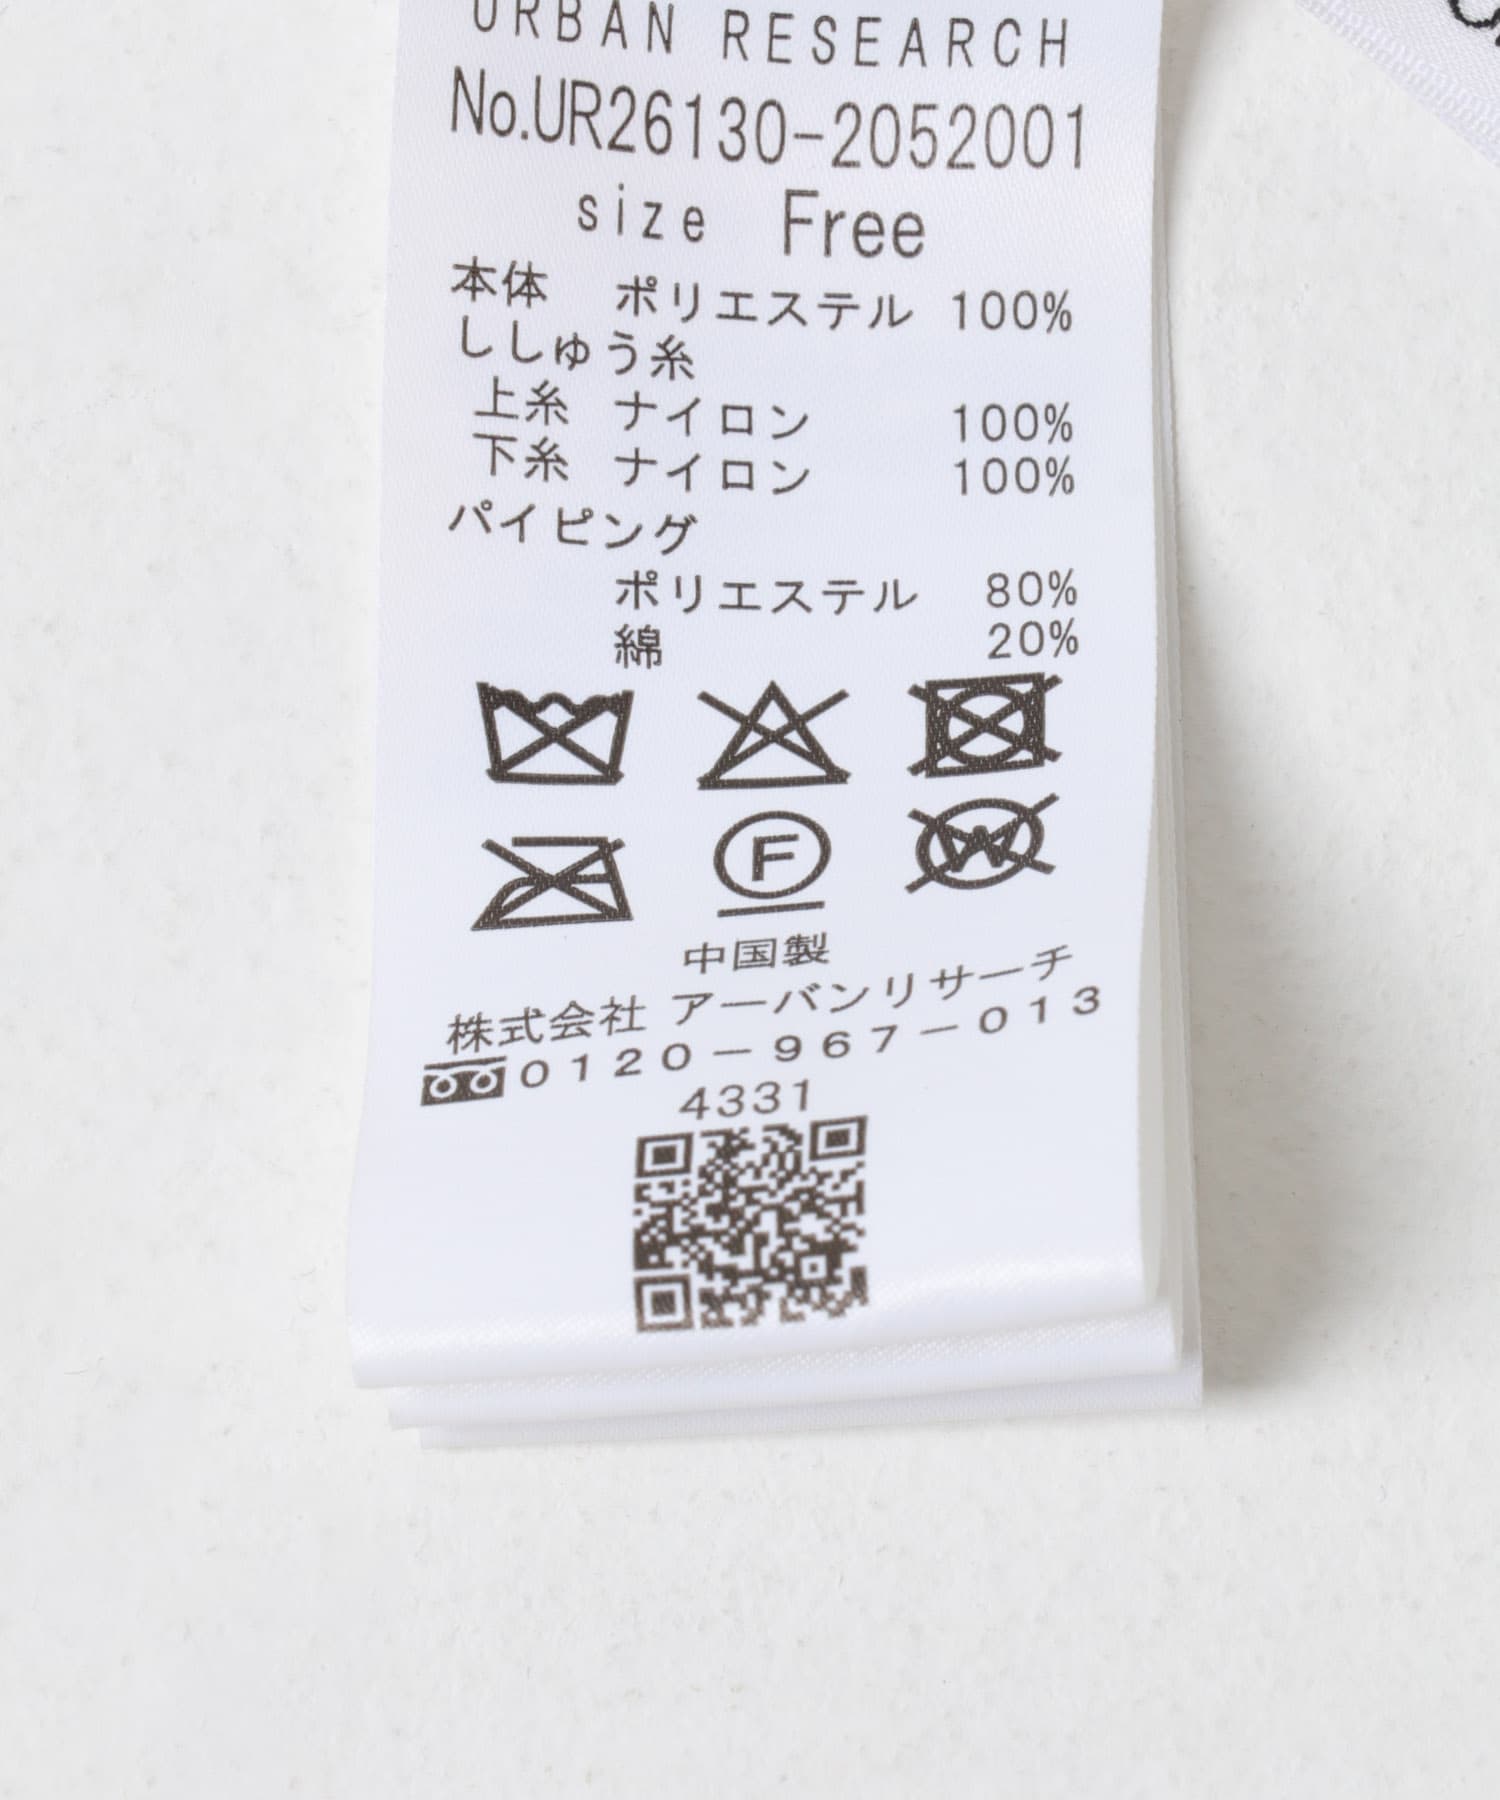 URBAN RESEARCH
No.UR26130-2052001
size Free
本体 ポリエステル 100%
ししゅう糸
上糸 ナイロン 100%
下糸 ナイロン 100%
パイピング
ポリエステル 80%
綿 20%
F
W
中国製
株式会社 アーバンリサーチ
0120-967-013
4331